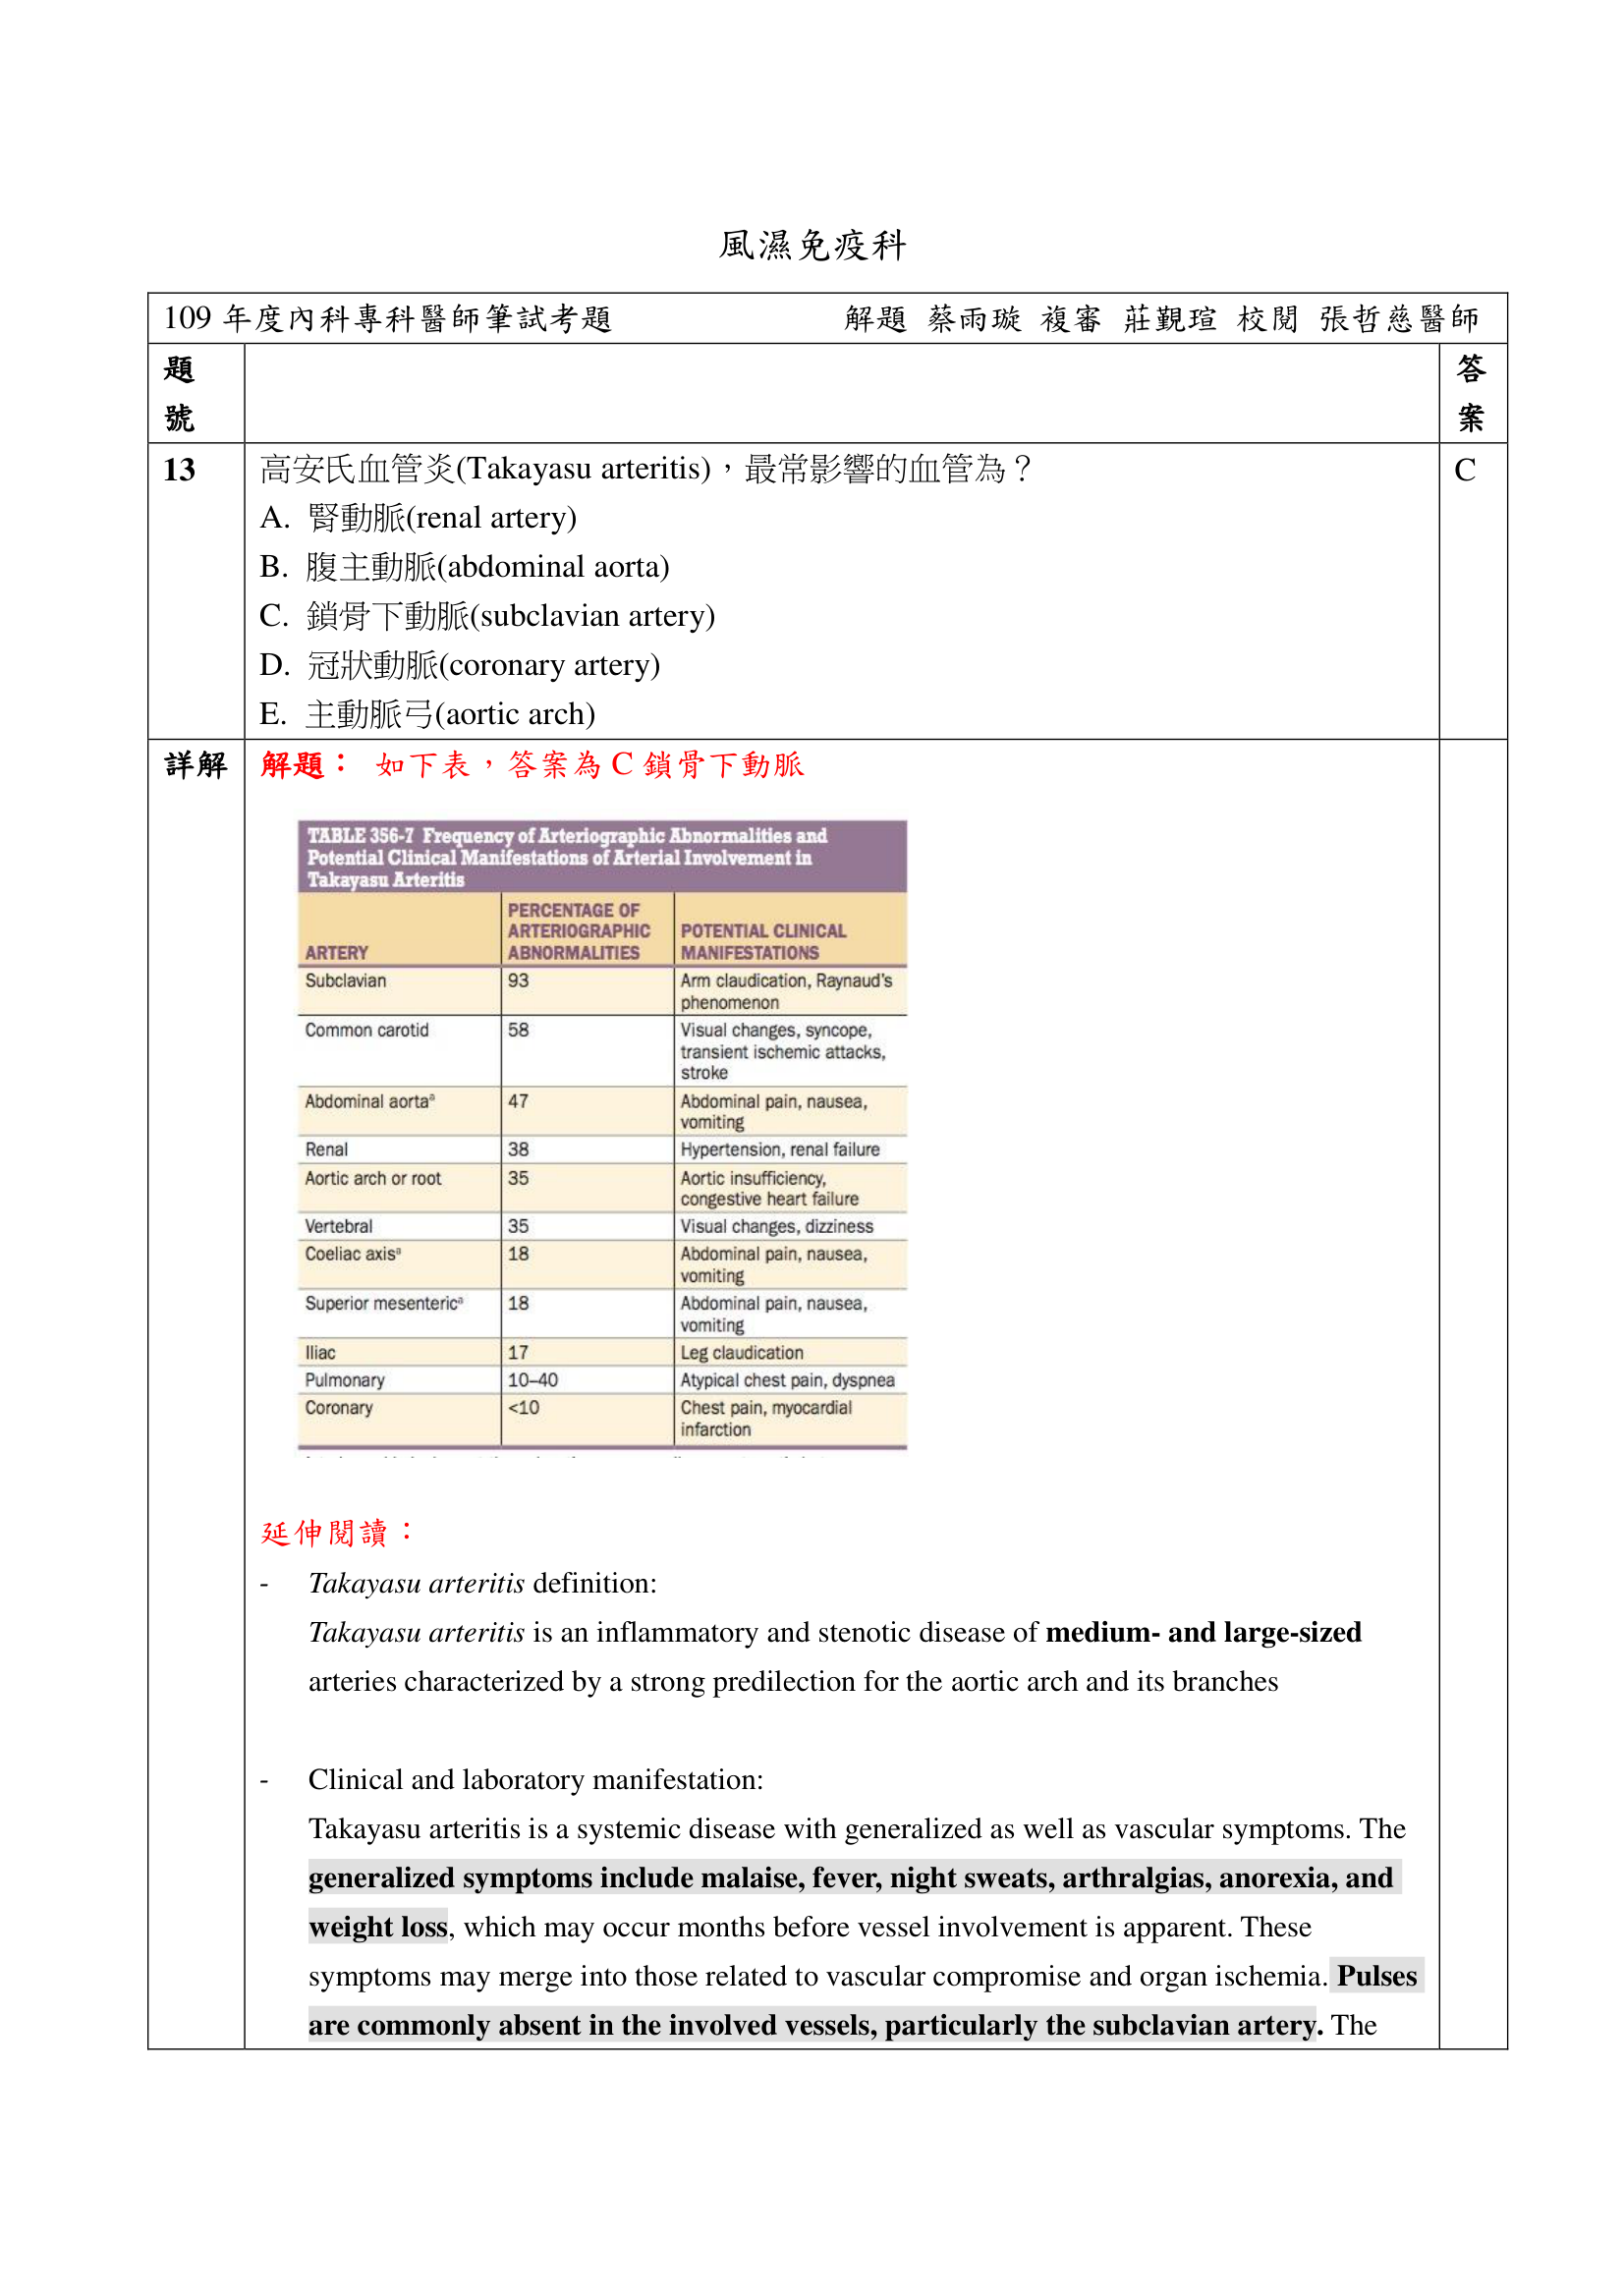 風濕免疫科
109 年度內科專科醫師筆試考題 解題 蔡雨璇 複審 莊觐瑄 校閱 張哲慈醫師
題
號
答
案
13
高安氏血管炎(Takayasu arteritis)，最常影響的血管為？
C
A. 腎動脈(renal artery)
B. 腹主動脈(abdominal aorta)
C. 鎖骨下動脈(subclavian artery)
D. 冠狀動脈(coronary artery)
E. 主動脈弓(aortic arch)
詳解
解題： 如下表，答案為 C 鎖骨下動脈
TABLE 356-7 Frequency of Arteriographic Abnormalities and
Potential Clinical Manifestations of Arterial Involvement in
Takayasu Arteritis
ARTERY
PERCENTAGE OF
ARTERIOGRAPHIC
ABNORMALITIES
POTENTIAL CLINICAL
MANIFESTATIONS
Subclavian 93 Arm claudication, Raynaud's
phenomenon
Common carotid 58 Visual changes, syncope,
transient ischemic attacks,
stroke
Abdominal aortaᵃ 47 Abdominal pain, nausea,
vomiting
Renal 38 Hypertension, renal failure
Aortic arch or root 35 Aortic insufficiency,
congestive heart failure
Vertebral 35 Visual changes, dizziness
Coeliac axisᵃ 18 Abdominal pain, nausea,
vomiting
Superior mesentericᵃ 18 Abdominal pain, nausea,
vomiting
Iliac 17 Leg claudication
Pulmonary 10–40 Atypical chest pain, dyspnea
Coronary <10 Chest pain, myocardial
infarction
延伸閱讀：
- Takayasu arteritis definition:
Takayasu arteritis is an inflammatory and stenotic disease of medium- and large-sized
arteries characterized by a strong predilection for the aortic arch and its branches
- Clinical and laboratory manifestation:
Takayasu arteritis is a systemic disease with generalized as well as vascular symptoms. The
generalized symptoms include malaise, fever, night sweats, arthralgias, anorexia, and
weight loss, which may occur months before vessel involvement is apparent. These
symptoms may merge into those related to vascular compromise and organ ischemia. Pulses
are commonly absent in the involved vessels, particularly the subclavian artery. The